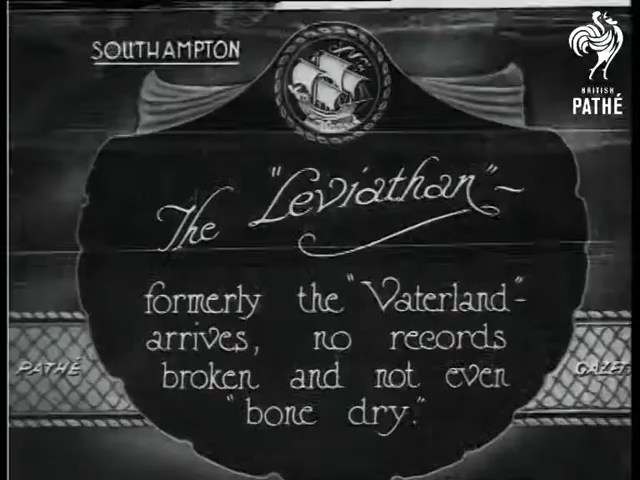 SOUTHAMPTON
BRITISH
PATHÉ
The "Leviathan"-
formerly the "Vaterland"-
arrives, no records
broken and not even
"bone dry."
PATHÉ
GAZET